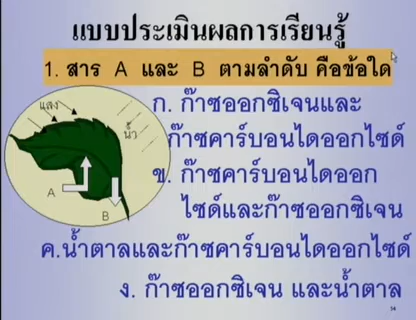 แบบประเมินผลการเรียนรู้
1. สาร A และ B ตามลำดับ คือข้อใด
แสง
น้ำ
A
B
ก. ก๊าซออกซิเจนและ
ก๊าซคาร์บอนไดออกไซด์
ข. ก๊าซคาร์บอนไดออก
ไซด์และก๊าซออกซิเจน
ค.น้ำตาลและก๊าซคาร์บอนไดออกไซด์
ง. ก๊าซออกซิเจน และน้ำตาล